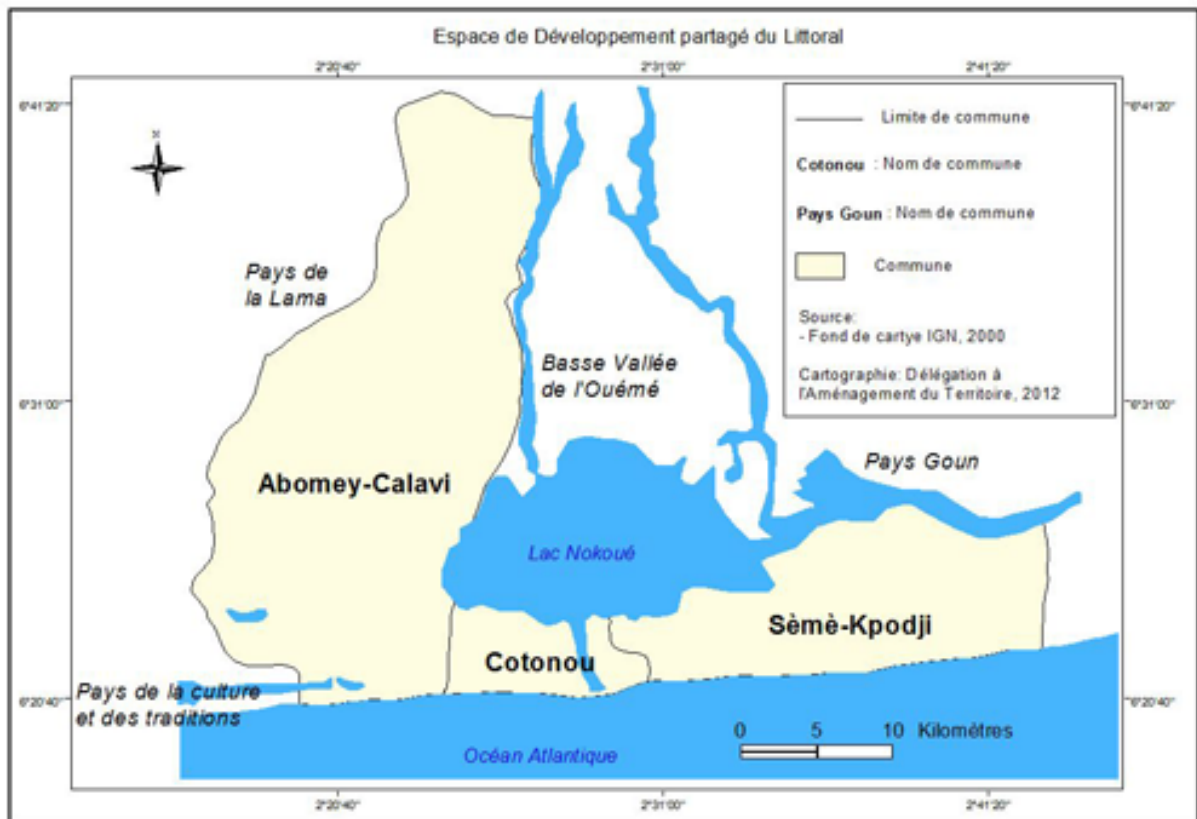 Espace de Développement partagé du Littoral
2°20'40"
2°31'00"
2°41'20"
6°41'20"
6°41'20"
N
Limite de commune
Cotonou : Nom de commune
Pays Goun : Nom de commune
Commune
Source:
- Fond de cartye IGN, 2000
Cartographie: Délégation à
l'Aménagement du Territoire, 2012
Pays de
la Lama
Basse Vallée
de l'Ouémé
6°31'00"
6°31'00"
Pays Goun
Abomey-Calavi
Lac Nokoué
Sèmè-Kpodji
Cotonou
Pays de la culture
et des traditions
6°20'40"
6°20'40"
0 5 10 Kilomètres
Océan Atlantique
2°20'40"
2°31'00"
2°41'20"